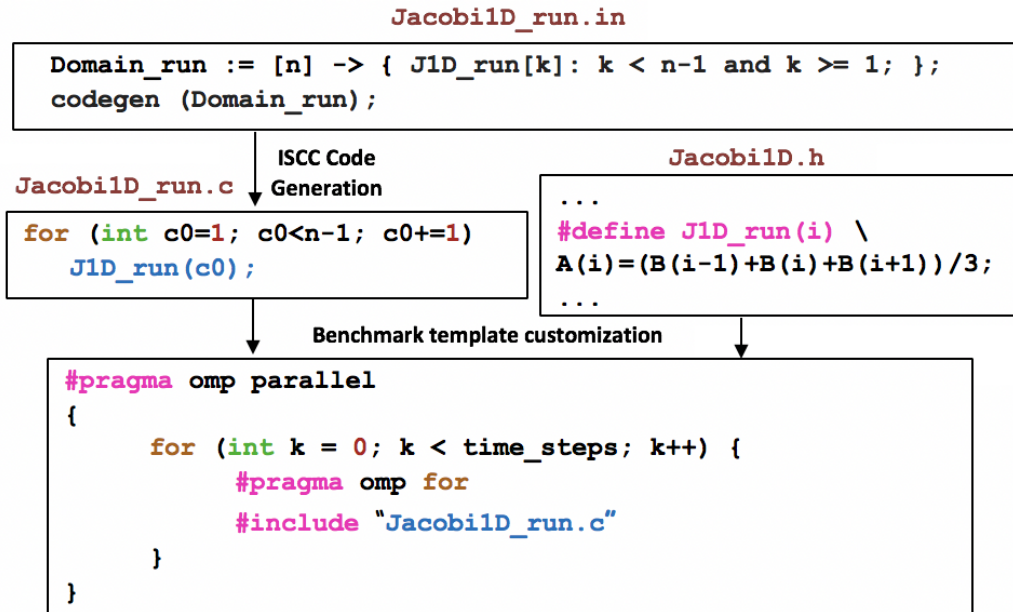 Jacobi1D_run.in
Domain_run := [n] -> { J1D_run[k]: k < n-1 and k >= 1; };
codegen (Domain_run);
ISCC Code
Generation
Jacobi1D_run.c
for (int c0=1; c0<n-1; c0+=1)
J1D_run(c0);
Jacobi1D.h
...
#define J1D_run(i) \
A(i)=(B(i-1)+B(i)+B(i+1))/3;
...
Benchmark template customization
#pragma omp parallel
{
for (int k = 0; k < time_steps; k++) {
#pragma omp for
#include “Jacobi1D_run.c”
}
}